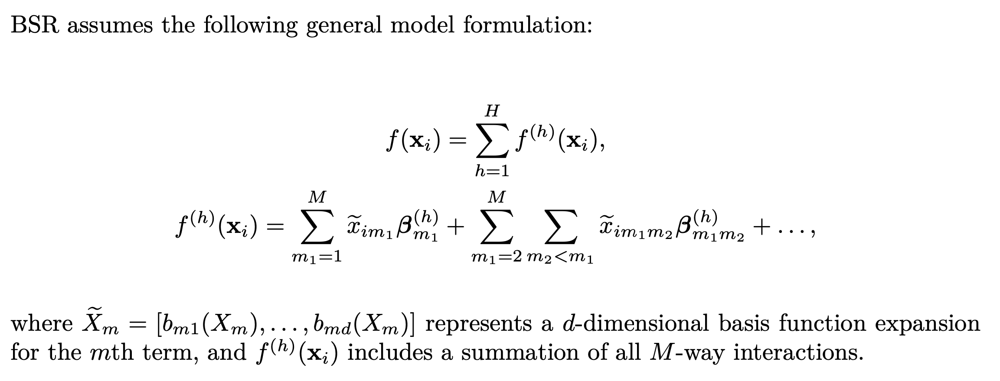 BSR assumes the following general model formulation:
$$f(\mathbf{x}_i) = \sum_{h=1}^{H} f^{(h)}(\mathbf{x}_i),$$
$$f^{(h)}(\mathbf{x}_i) = \sum_{m_1=1}^{M} \widetilde{x}_{im_1} \boldsymbol{\beta}_{m_1}^{(h)} + \sum_{m_1=2}^{M} \sum_{m_2<m_1} \widetilde{x}_{im_1m_2} \boldsymbol{\beta}_{m_1m_2}^{(h)} + \ldots,$$
where $\widetilde{X}_m = [b_{m1}(X_m), \ldots, b_{md}(X_m)]$ represents a $d$-dimensional basis function expansion
for the $m$th term, and $f^{(h)}(\mathbf{x}_i)$ includes a summation of all $M$-way interactions.